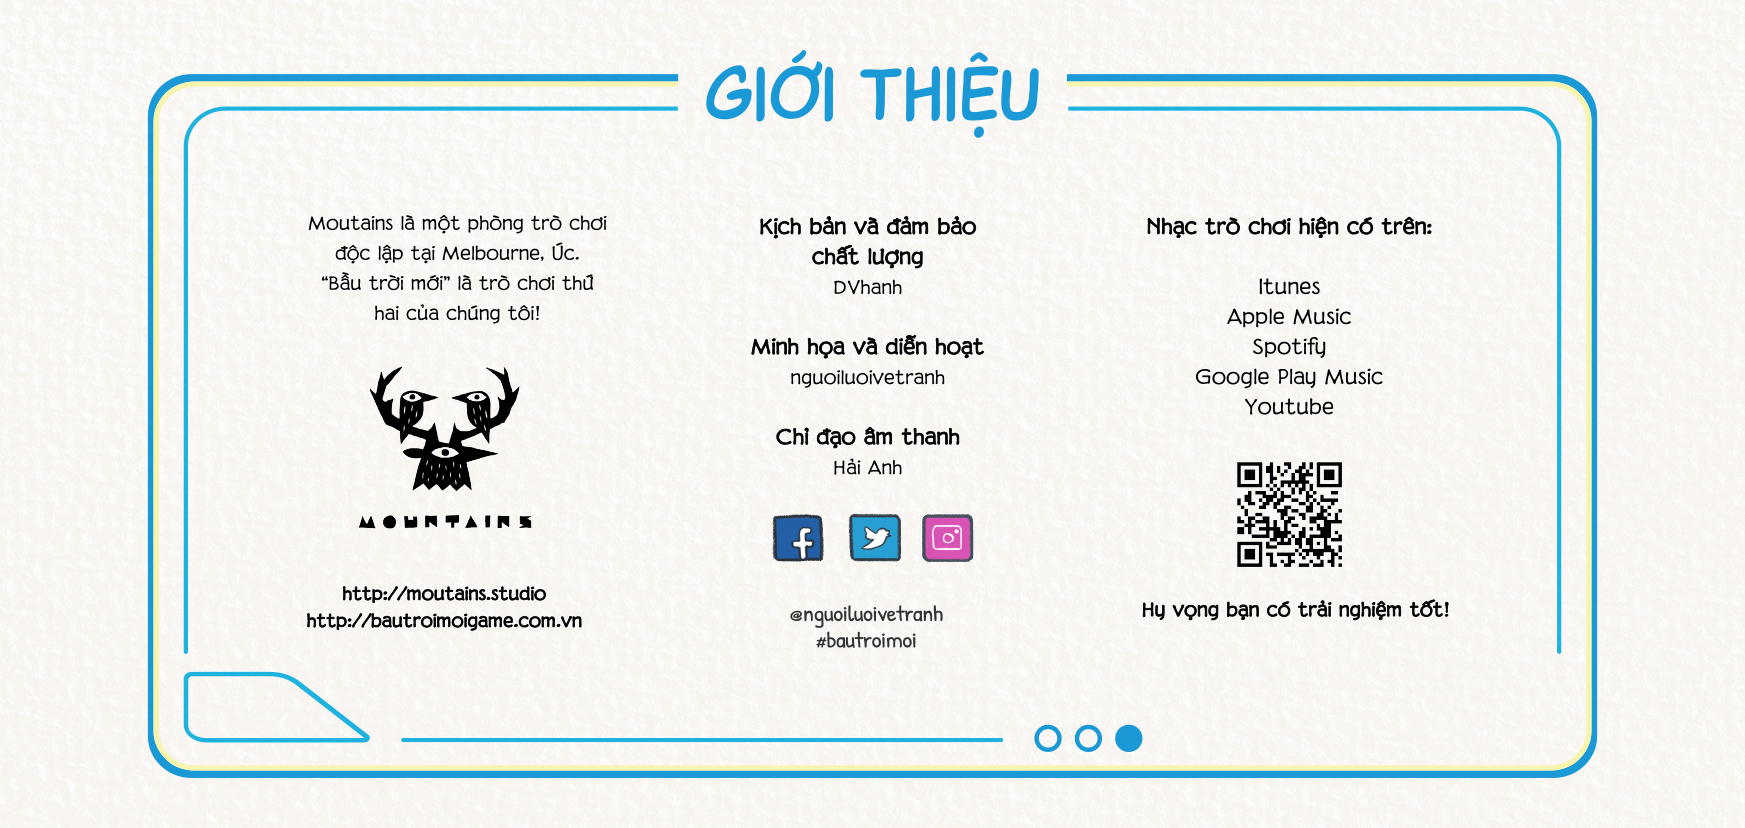 GIỚI THIỆU
Moutains là một phòng trò chơi
độc lập tại Melbourne, Úc.
“Bầu trời mới” là trò chơi thứ
hai của chúng tôi!
MOUNTAINS
http://moutains.studio
http://bautroimoigame.com.vn
Kịch bản và đảm bảo
chất lượng
DVhanh
Minh họa và diễn hoạt
nguoiluoivetranh
Chỉ đạo âm thanh
Hải Anh
@nguoiluoivetranh
#bautroimoi
Nhạc trò chơi hiện có trên:
Itunes
Apple Music
Spotify
Google Play Music
Youtube
Hy vọng bạn có trải nghiệm tốt!